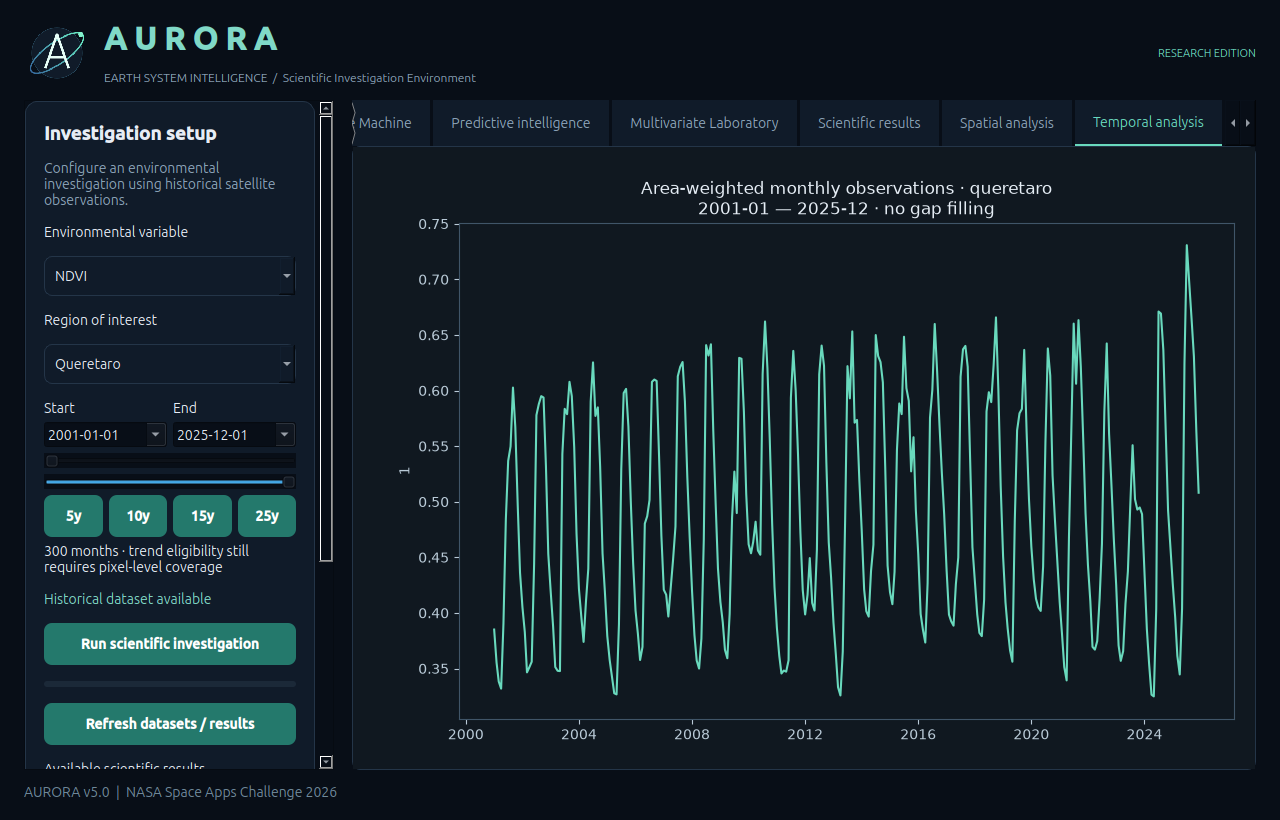 A
AURORA
EARTH SYSTEM INTELLIGENCE / Scientific Investigation Environment
RESEARCH EDITION
Investigation setup
Configure an environmental
investigation using historical satellite
observations.
Environmental variable
NDVI
Region of interest
Queretaro
Start End
2001-01-01 2025-12-01
5y 10y 15y 25y
300 months · trend eligibility still
requires pixel-level coverage
Historical dataset available
Run scientific investigation
Refresh datasets / results
Available scientific results
Machine Predictive intelligence Multivariate Laboratory Scientific results Spatial analysis Temporal analysis
Area-weighted monthly observations · queretaro
2001-01 — 2025-12 · no gap filling
0.75
0.70
0.65
0.60
0.55
0.50
0.45
0.40
0.35
1
2000 2004 2008 2012 2016 2020 2024
AURORA v5.0 | NASA Space Apps Challenge 2026